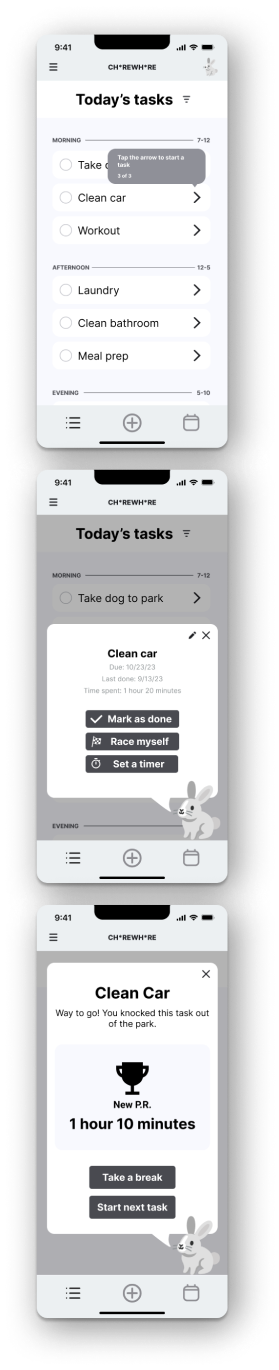 9:41
CH*REWH*RE
Today's tasks
MORNING 7-12
Take
Tap the arrow to start a
task
3 of 3
Clean car
Workout
AFTERNOON 12-5
Laundry
Clean bathroom
Meal prep
EVENING 5-10
9:41
CH*REWH*RE
Today's tasks
MORNING 7-12
Take dog to park
Clean car
Due: 10/23/23
Last done: 9/13/23
Time spent: 1 hour 20 minutes
Mark as done
Race myself
Set a timer
EVENING
9:41
CH*REWH*RE
Clean Car
Way to go! You knocked this task out
of the park.
New P.R.
1 hour 10 minutes
Take a break
Start next task